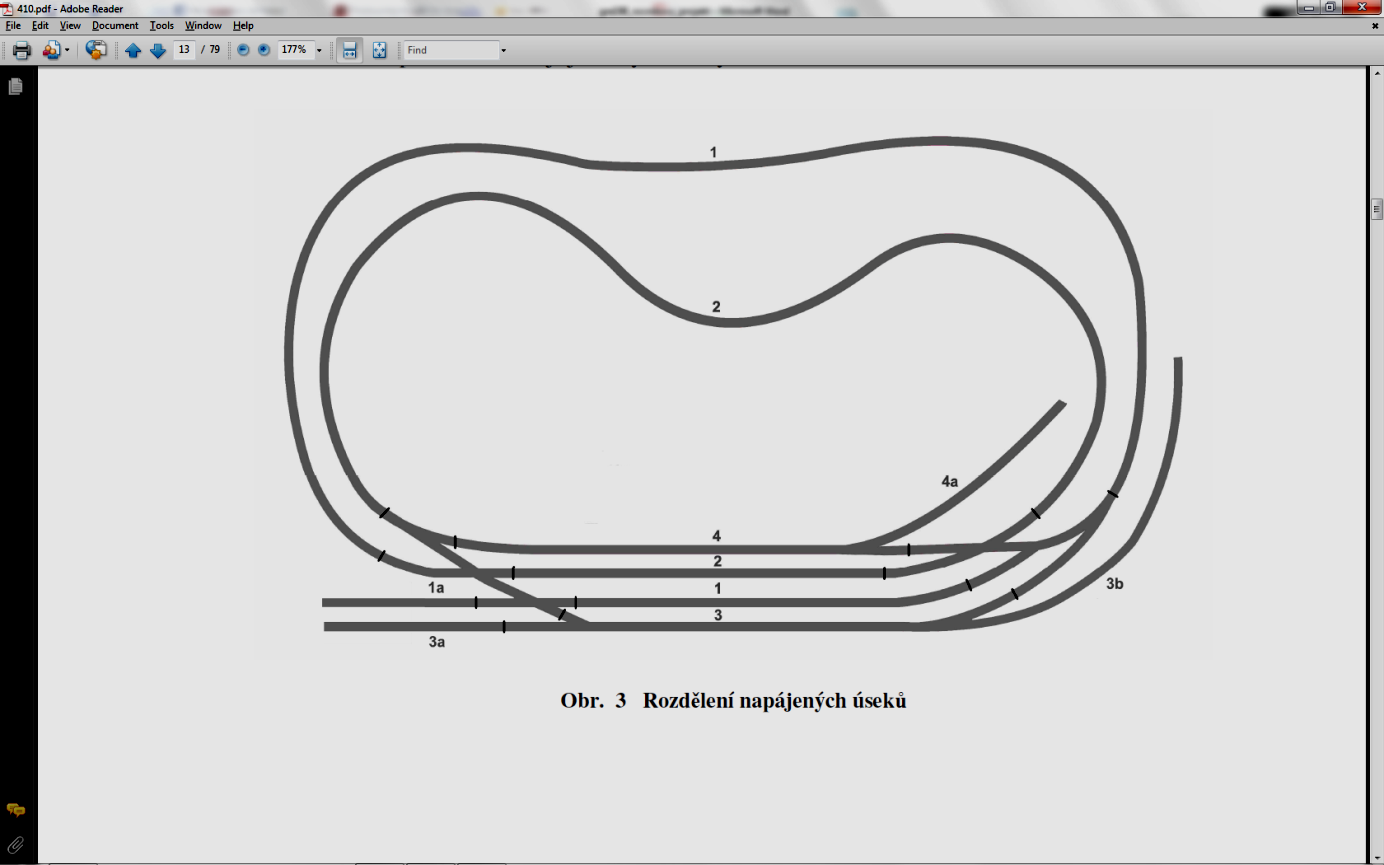 410.pdf - Adobe Reader
File Edit View Document Tools Window Help
13 / 79 177% Find
1
2
4a
4
2
1a
1
3b
3
3a
Obr. 3 Rozdělení napájených úseků